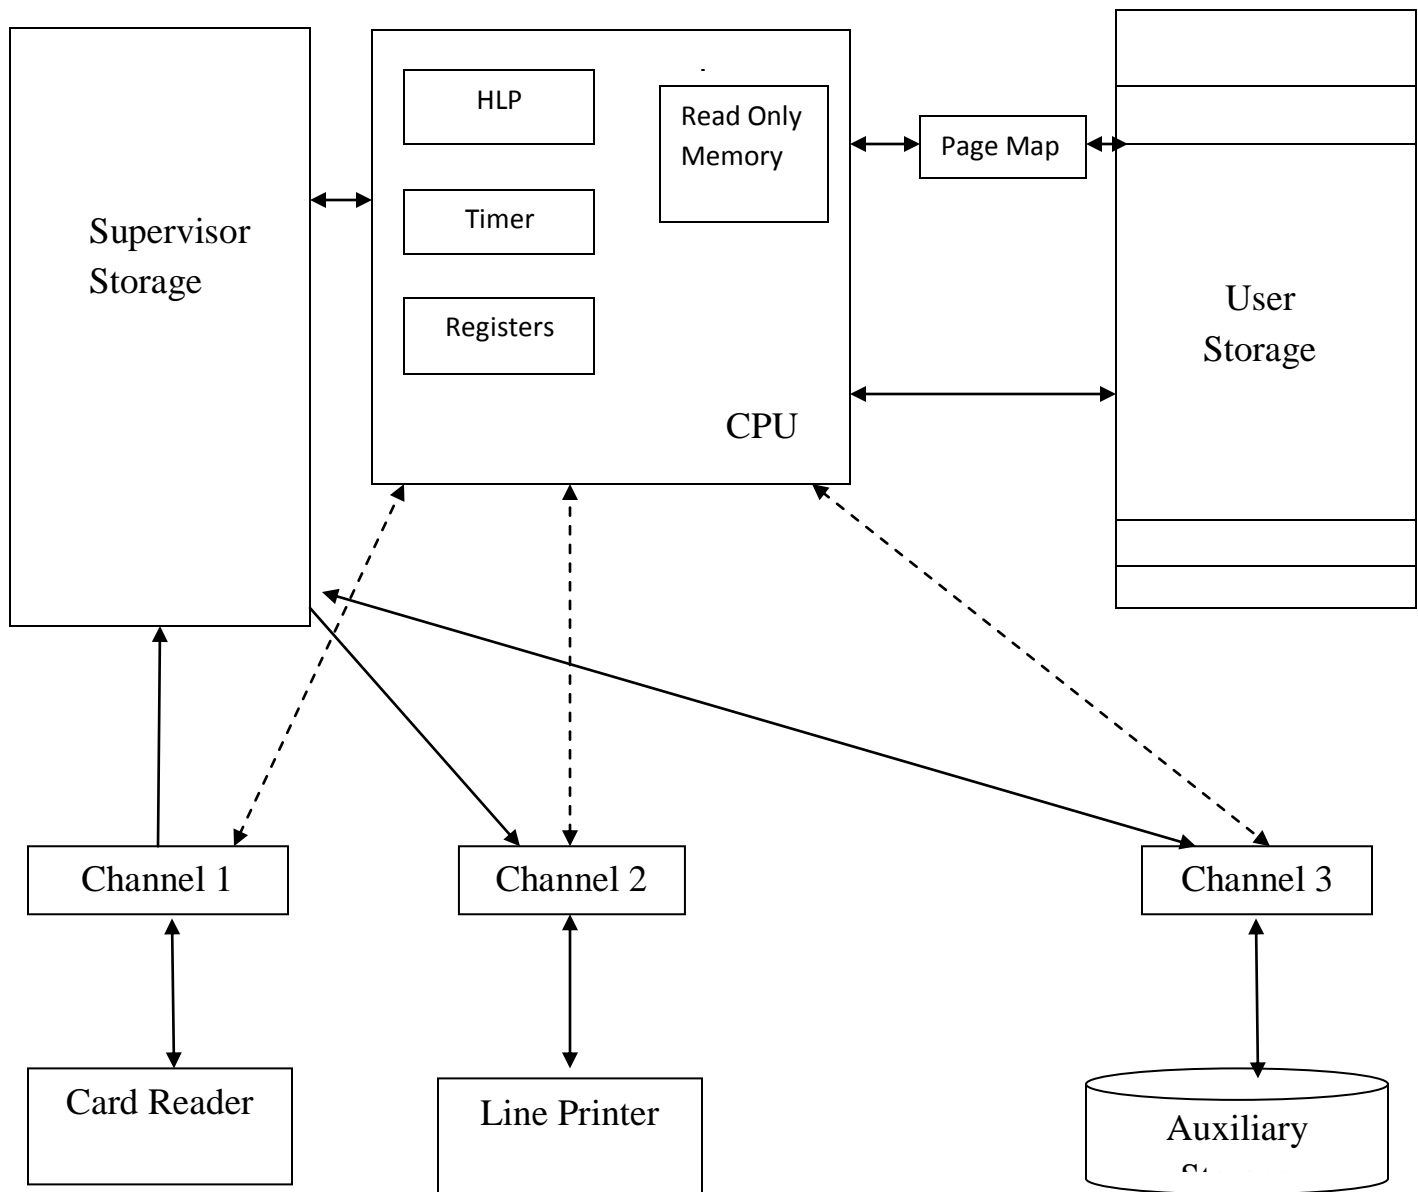 HLP
Read Only
Memory
Page Map
Timer
Supervisor
Storage
Registers
User
Storage
CPU
Channel 1
Channel 2
Channel 3
Card Reader
Line Printer
Auxiliary